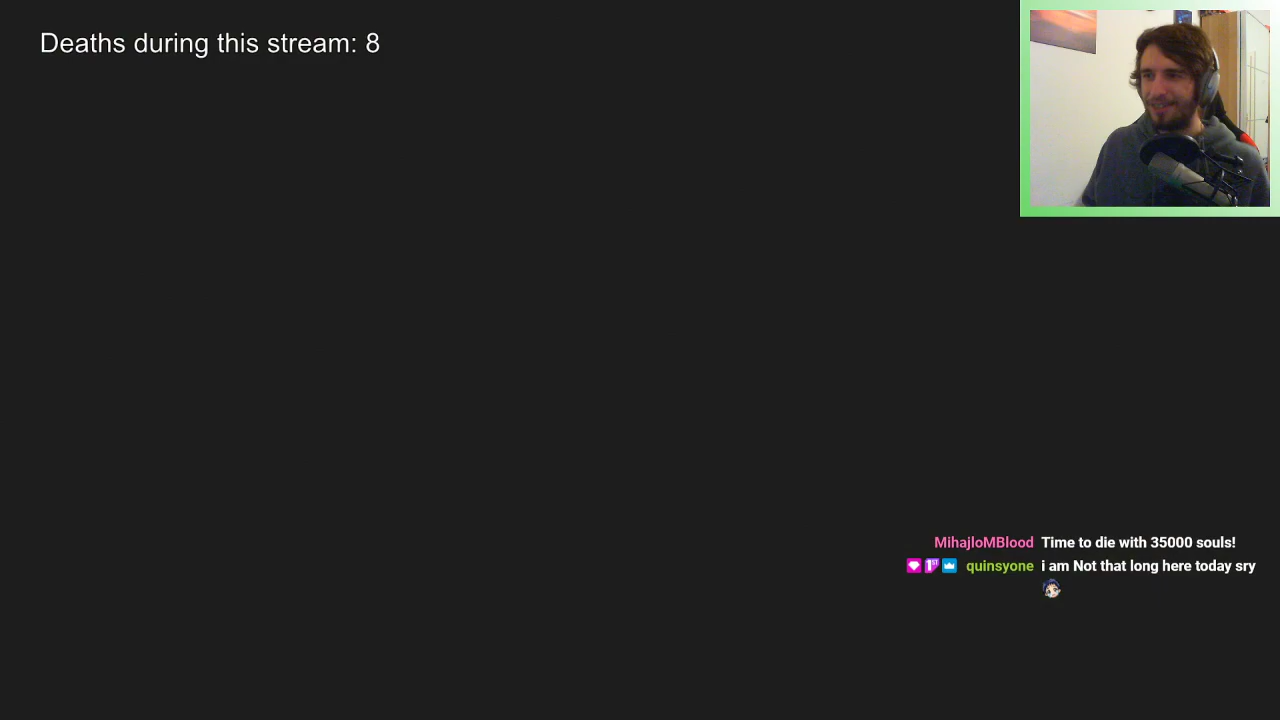 Deaths during this stream: 8
MihajloMBlood Time to die with 35000 souls!
1ST quinsyone i am Not that long here today sry